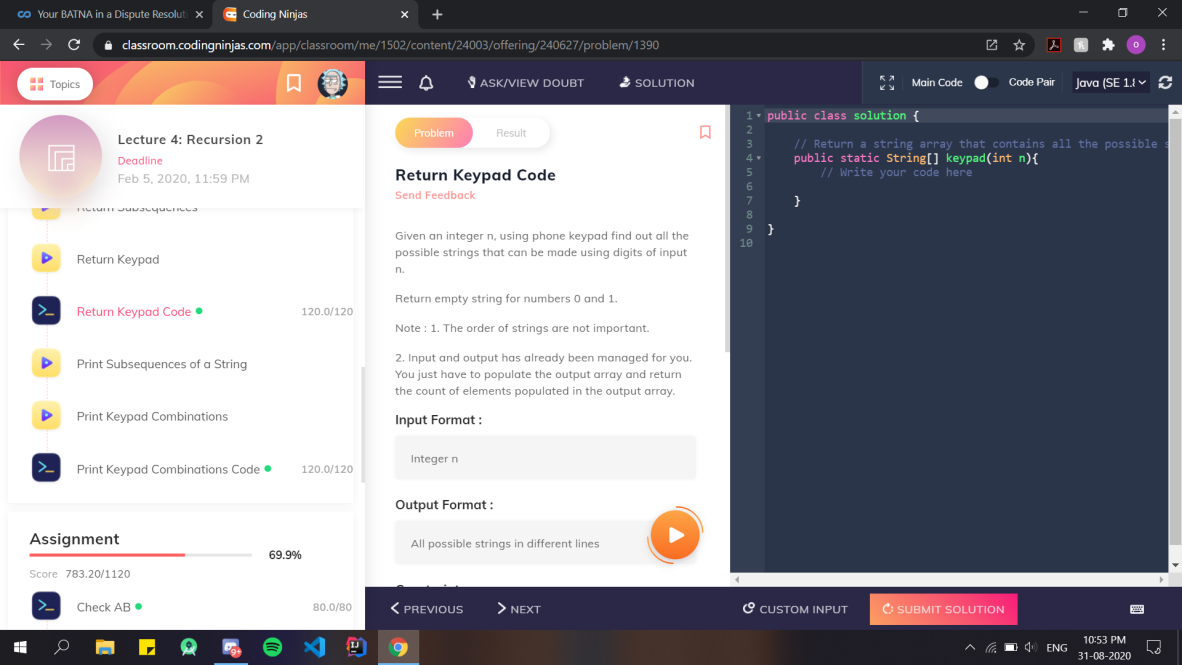 Your BATNA in a Dispute Resoluti
Coding Ninjas
classroom.codingninjas.com/app/classroom/me/1502/content/24003/offering/240627/problem/1390
o
Topics
ASK/VIEW DOUBT
SOLUTION
Main Code
Code Pair
Java (SE 1.8
Lecture 4: Recursion 2
Deadline
Feb 5, 2020, 11:59 PM
Return Subsequences
Return Keypad
Return Keypad Code
120.0/120
Print Subsequences of a String
Print Keypad Combinations
Print Keypad Combinations Code
120.0/120
Assignment
69.9%
Score 783.20/1120
Check AB
80.0/80
Problem
Result
Return Keypad Code
Send Feedback
Given an integer n, using phone keypad find out all the
possible strings that can be made using digits of input
n.
Return empty string for numbers 0 and 1.
Note : 1. The order of strings are not important.
2. Input and output has already been managed for you.
You just have to populate the output array and return
the count of elements populated in the output array.
Input Format :
Integer n
Output Format :
All possible strings in different lines
1 public class solution {
2
3 // Return a string array that contains all the possible s
4 public static String[] keypad(int n){
5 // Write your code here
6
7 }
8
9 }
10
PREVIOUS
NEXT
CUSTOM INPUT
SUBMIT SOLUTION
9+
IJ
ENG
10:53 PM
31-08-2020